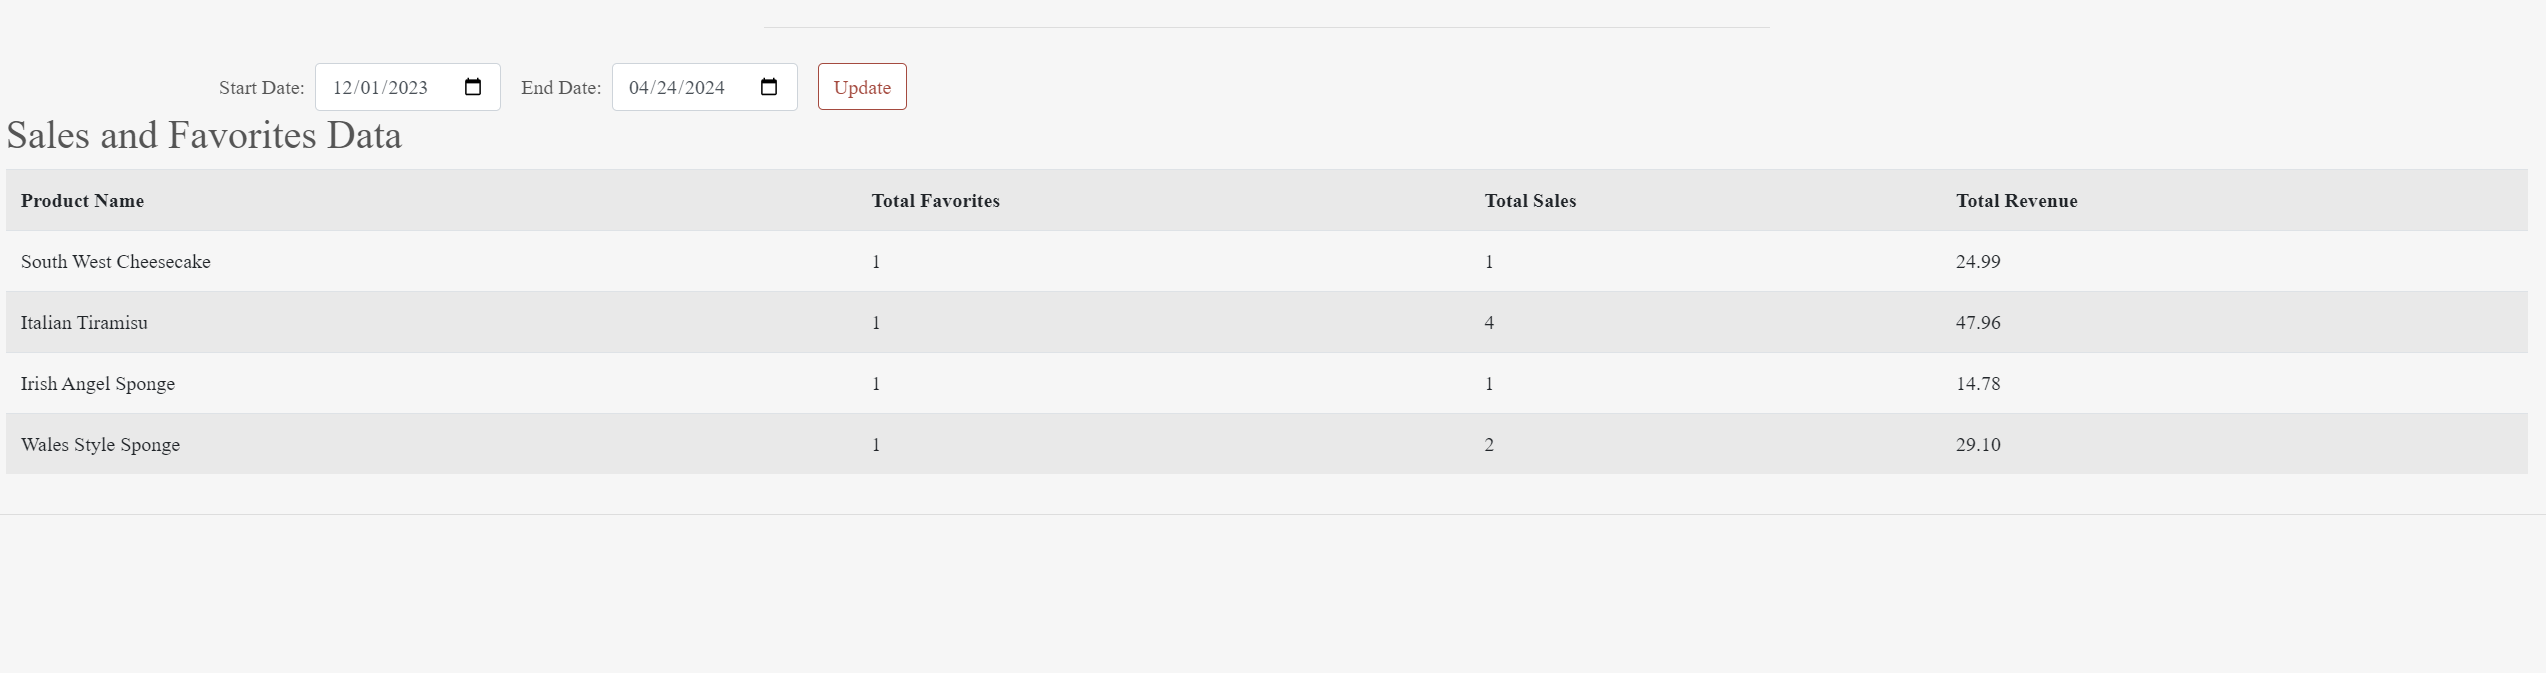 Start Date: 12/01/2023 End Date: 04/24/2024 Update
Sales and Favorites Data
Product Name Total Favorites Total Sales Total Revenue
South West Cheesecake 1 1 24.99
Italian Tiramisu 1 4 47.96
Irish Angel Sponge 1 1 14.78
Wales Style Sponge 1 2 29.10